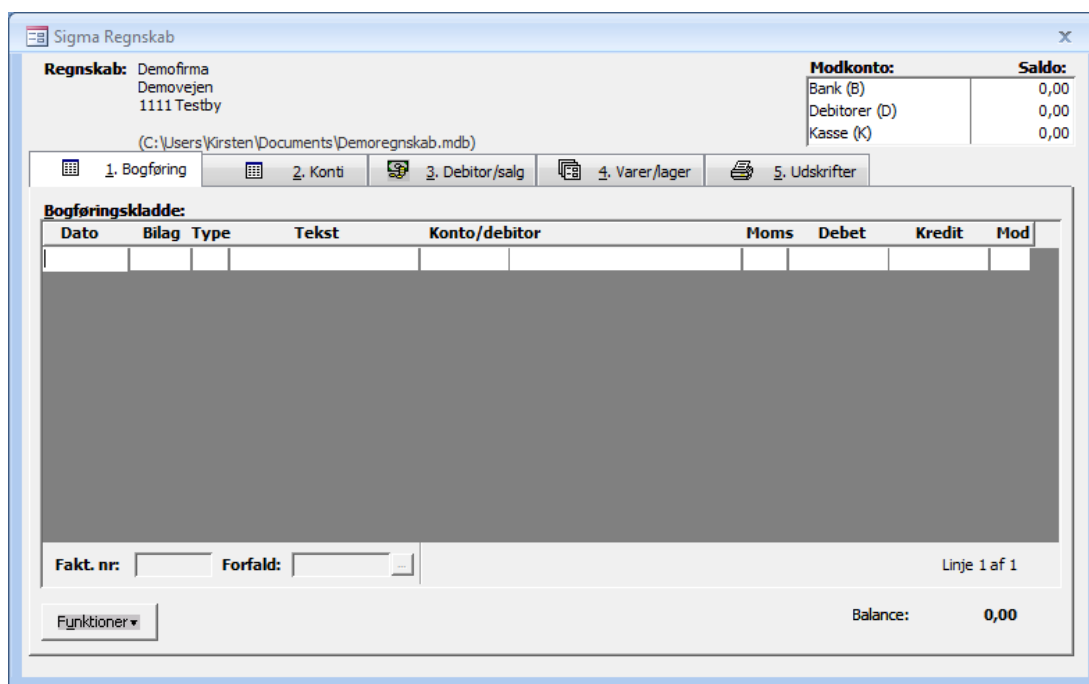 Sigma Regnskab
Regnskab: Demofirma
Demovejen
1111 Testby
(C:\Users\Kirsten\Documents\Demoregnskab.mdb)
Modkonto: Saldo:
Bank (B) 0,00
Debitorer (D) 0,00
Kasse (K) 0,00
1. Bogføring 2. Konti 3. Debitor/salg 4. Varer/lager 5. Udskrifter
Bogføringskladde:
Dato Bilag Type Tekst Konto/debitor Moms Debet Kredit Mod
Fakt. nr: Forfald: ... Linje 1 af 1
Funktioner Balance: 0,00